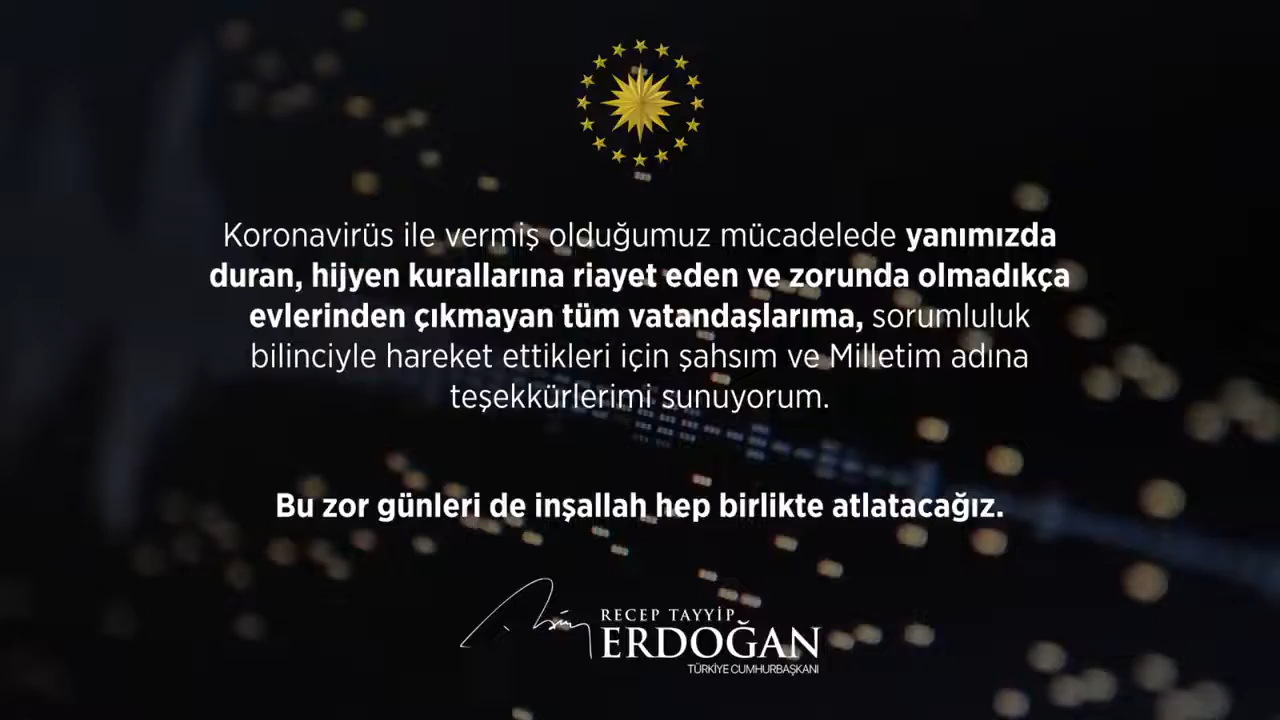 Koronavirüs ile vermiş olduğumuz mücadelede yanımızda
duran, hijyen kurallarına riayet eden ve zorunda olmadıkça
evlerinden çıkmayan tüm vatandaşlarıma, sorumluluk
bilinciyle hareket ettikleri için şahsım ve Milletim adına
teşekkürlerimi sunuyorum.
Bu zor günleri de inşallah hep birlikte atlatacağız.
RECEP TAYYİP
ERDOĞAN
TÜRKİYE CUMHURBAŞKANI